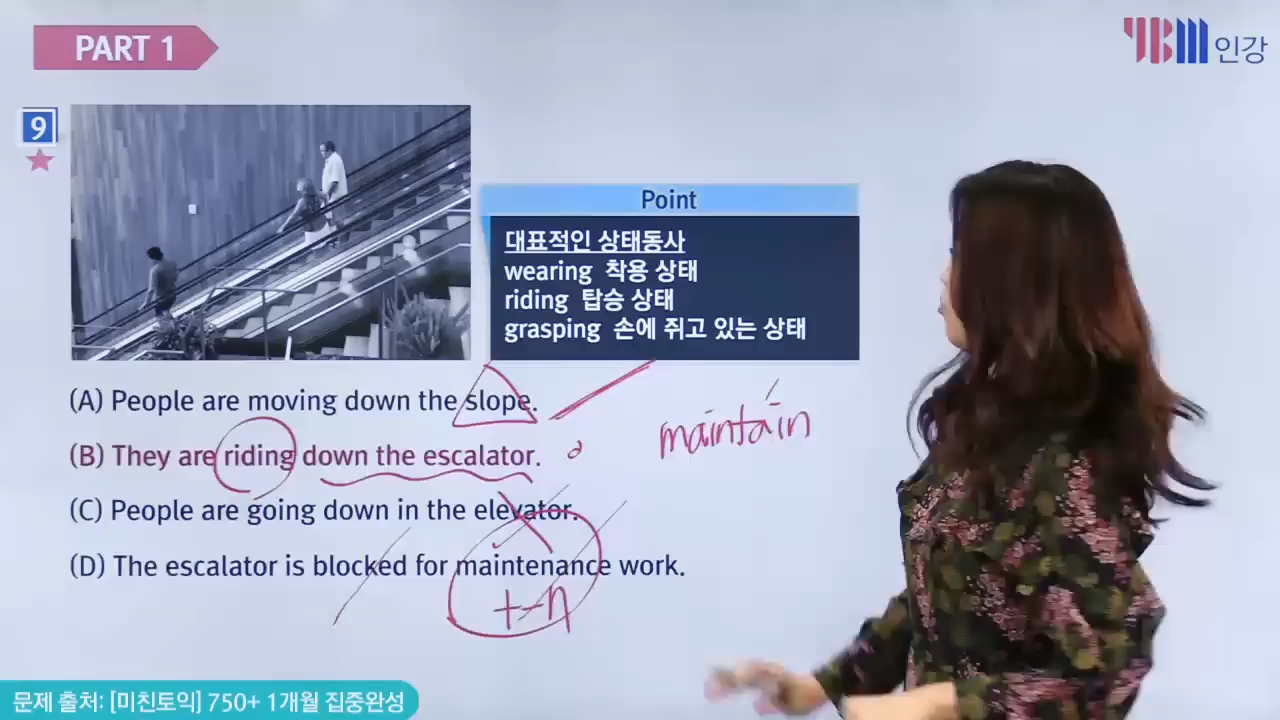 PART 1
YBM 인강
9
Point
대표적인 상태동사
wearing 착용 상태
riding 탑승 상태
grasping 손에 쥐고 있는 상태
(A) People are moving down the slope.
maintain
(B) They are riding down the escalator.
(C) People are going down in the elevator.
(D) The escalator is blocked for maintenance work.
문제 출처: [미친토익] 750+ 1개월 집중완성